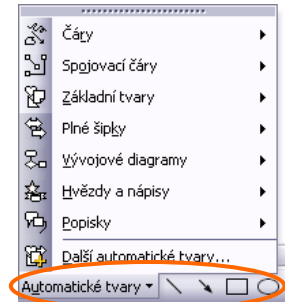 Čáry
Spojovací čáry
Základní tvary
Plné šipky
Vývojové diagramy
Hvězdy a nápisy
Popisky
Další automatické tvary...
Automatické tvary